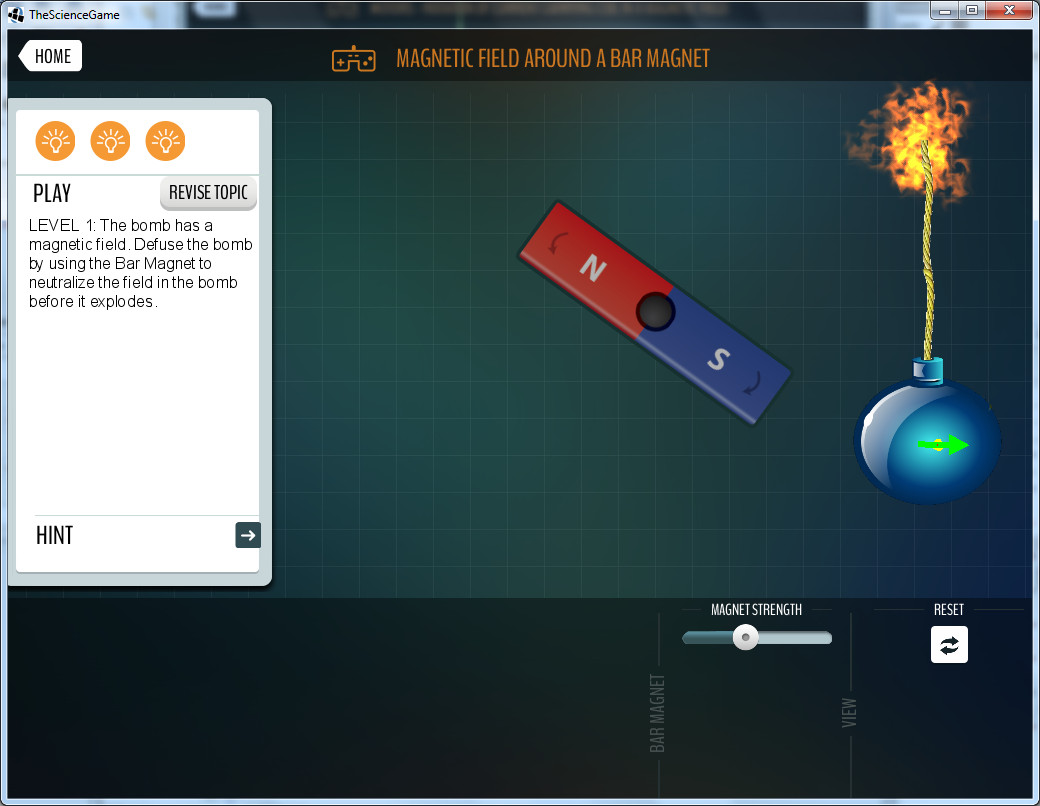 TheScienceGame
HOME
MAGNETIC FIELD AROUND A BAR MAGNET
PLAY
REVISE TOPIC
LEVEL 1: The bomb has a
magnetic field. Defuse the bomb
by using the Bar Magnet to
neutralize the field in the bomb
before it explodes.
HINT
N
S
MAGNET STRENGTH
RESET
BAR MAGNET
VIEW